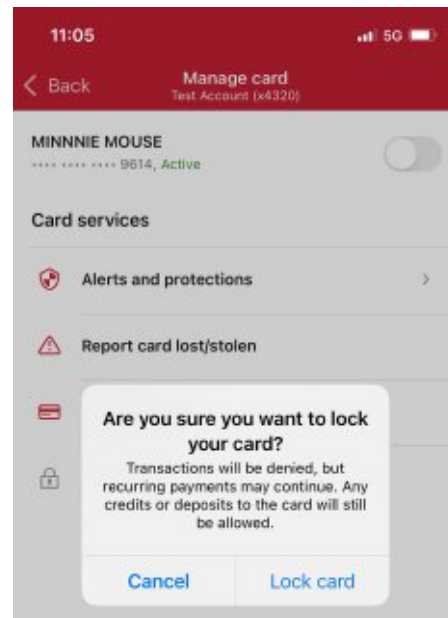 11:05 5G
Back
Manage card
Test Account (x4320)
MINNNIE MOUSE
•••• •••• •••• 9614, Active
Card services
Alerts and protections
Report card lost/stolen
Are you sure you want to lock
your card?
Transactions will be denied, but
recurring payments may continue. Any
credits or deposits to the card will still
be allowed.
Cancel Lock card